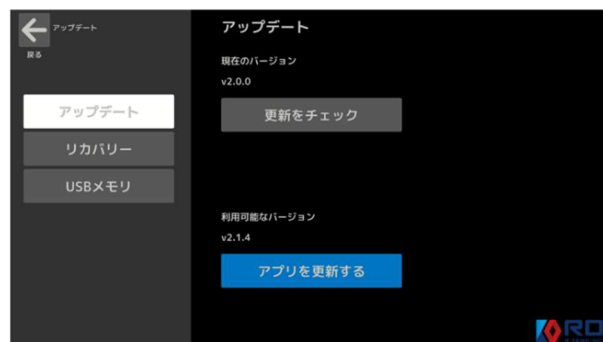 アップデート
戻る
アップデート
リカバリー
USBメモリ
アップデート
現在のバージョン
v2.0.0
更新をチェック
利用可能なバージョン
v2.1.4
アプリを更新する
RO